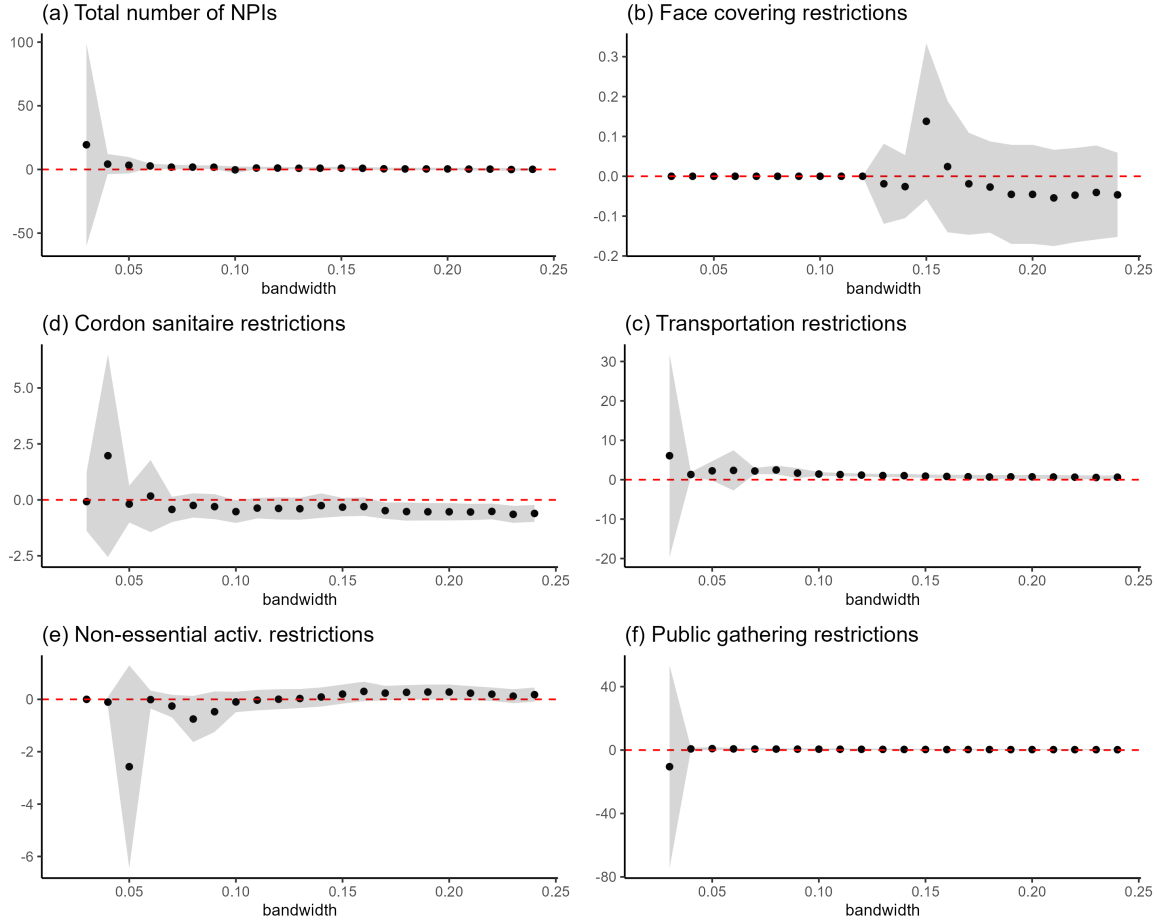 (a) Total number of NPIs
100
50
0
-50
0.05 0.10 0.15 0.20 0.25
bandwidth
(b) Face covering restrictions
0.3
0.2
0.1
0.0
-0.1
-0.2
0.05 0.10 0.15 0.20 0.25
bandwidth
(d) Cordon sanitaire restrictions
5.0
2.5
0.0
-2.5
0.05 0.10 0.15 0.20 0.25
bandwidth
(c) Transportation restrictions
30
20
10
0
-10
-20
0.05 0.10 0.15 0.20 0.25
bandwidth
(e) Non-essential activ. restrictions
0
-2
-4
-6
0.05 0.10 0.15 0.20 0.25
bandwidth
(f) Public gathering restrictions
40
0
-40
-80
0.05 0.10 0.15 0.20 0.25
bandwidth